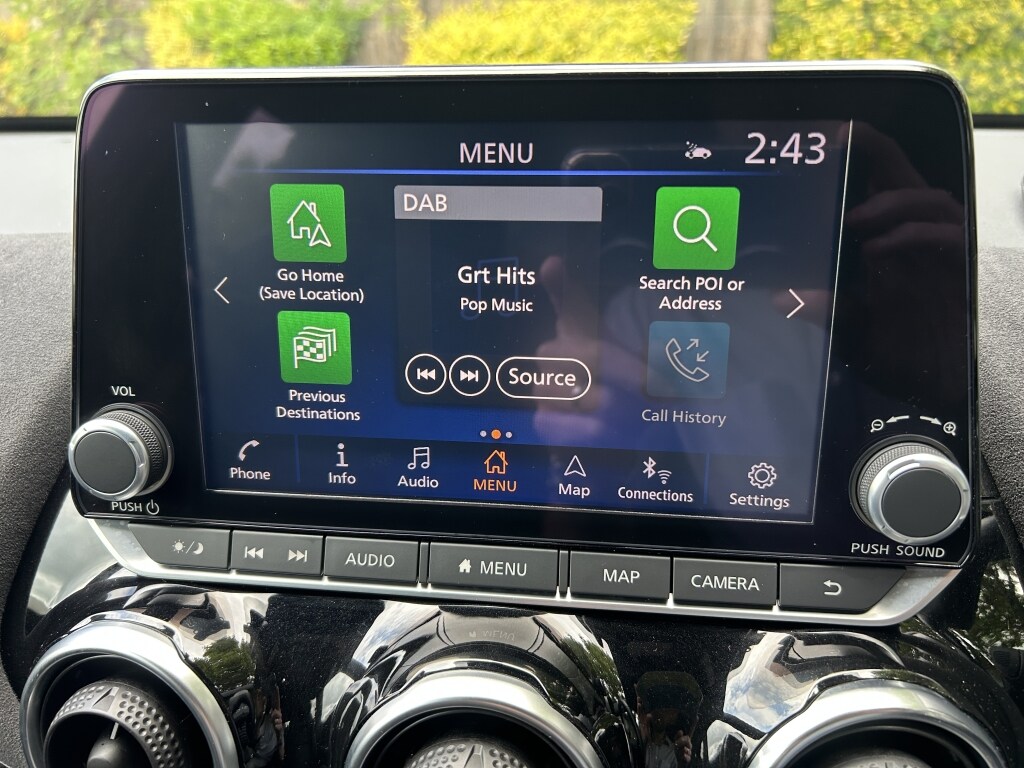 MENU
2:43
DAB
Go Home
(Save Location)
Grt Hits
Pop Music
Search POI or
Address
Previous
Destinations
Source
Call History
Phone
Info
Audio
MENU
Map
Connections
Settings
VOL
PUSH
PUSH SOUND
AUDIO
MENU
MAP
CAMERA